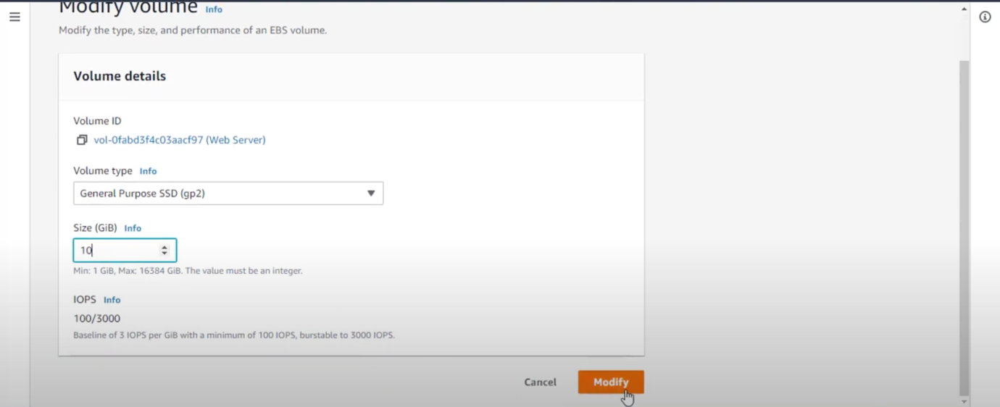 Modify volume Info
Modify the type, size, and performance of an EBS volume.
Volume details
Volume ID
vol-0fabd3f4c03aacf97 (Web Server)
Volume type Info
General Purpose SSD (gp2)
Size (GiB) Info
10
Min: 1 GiB, Max: 16384 GiB. The value must be an integer.
IOPS Info
100/3000
Baseline of 3 IOPS per GiB with a minimum of 100 IOPS, burstable to 3000 IOPS.
Cancel Modify